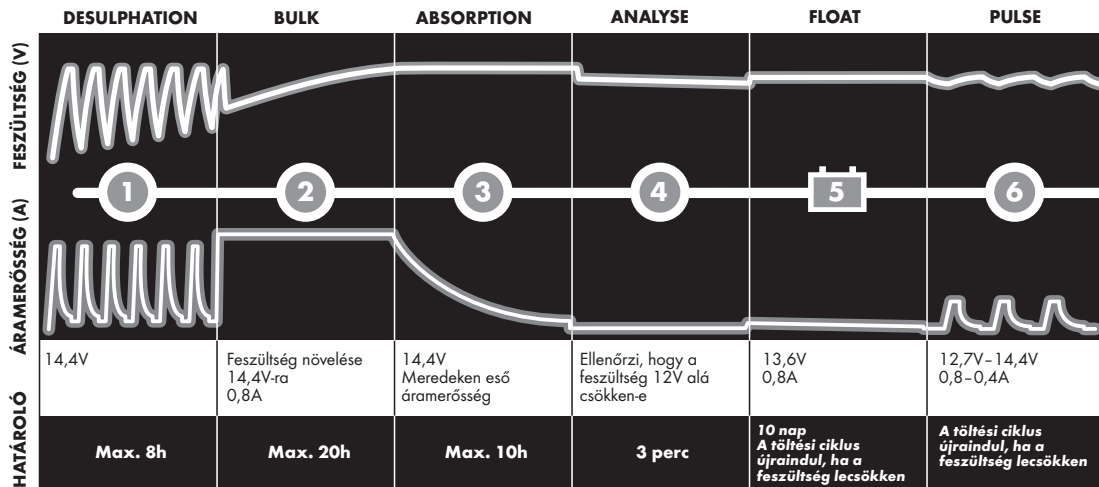 DESULPHATION
BULK
ABSORPTION
ANALYSE
FLOAT
PULSE
FESZÜLTSÉG (V)
1
2
3
4
5
6
ÁRAMERŐSSÉG (A)
14,4V
Feszültség növelése
14,4V-ra
0,8A
14,4V
Meredeken eső
áramerősség
Ellenőrzi, hogy a
feszültség 12V alá
csökken-e
13,6V
0,8A
12,7V–14,4V
0,8–0,4A
HATÁROLÓ
Max. 8h
Max. 20h
Max. 10h
3 perc
10 nap
A töltési ciklus
újraindul, ha a
feszültség lecsökken
A töltési ciklus
újraindul, ha a
feszültség lecsökken